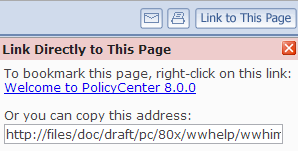 Link to This Page
Link Directly to This Page
To bookmark this page, right-click on this link:
Welcome to PolicyCenter 8.0.0
Or you can copy this address:
http://files/doc/draft/pc/80x/wwhelp/wwhim